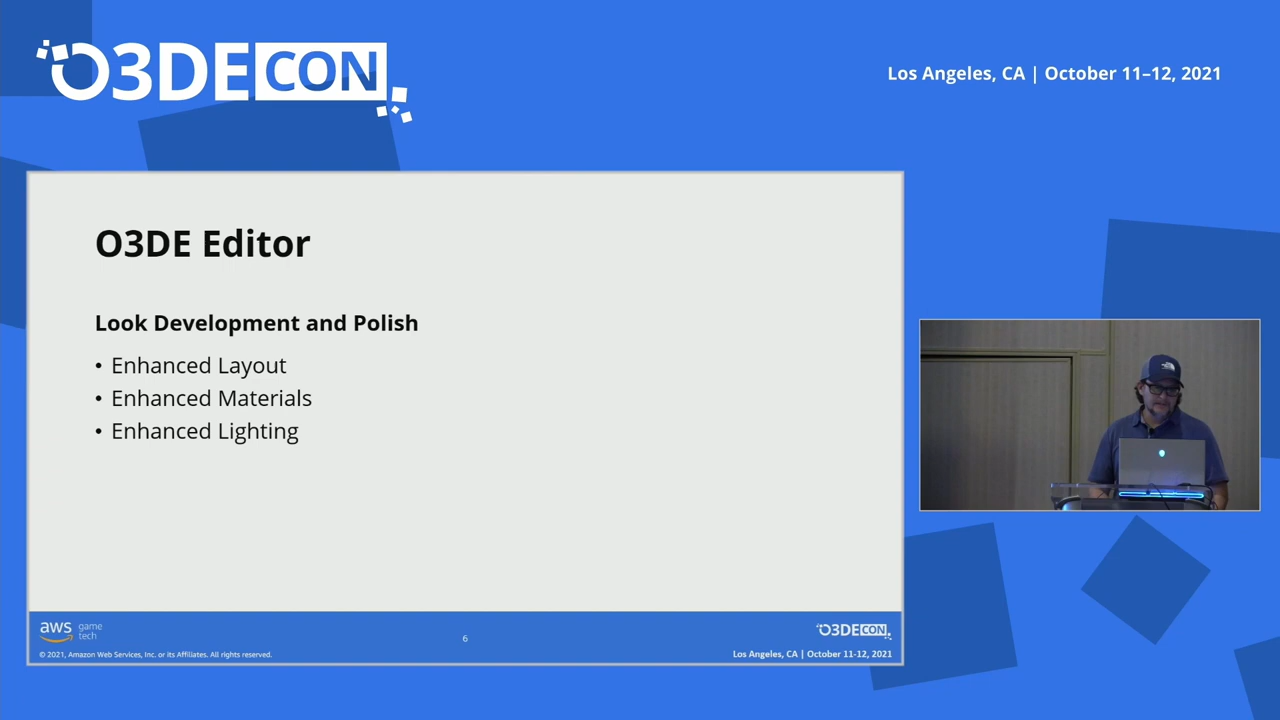 O3DECON
Los Angeles, CA | October 11–12, 2021
O3DE Editor
Look Development and Polish
• Enhanced Layout
• Enhanced Materials
• Enhanced Lighting
aws game tech
6
O3DECON
© 2021, Amazon Web Services, Inc. or its Affiliates. All rights reserved.
Los Angeles, CA | October 11-12, 2021